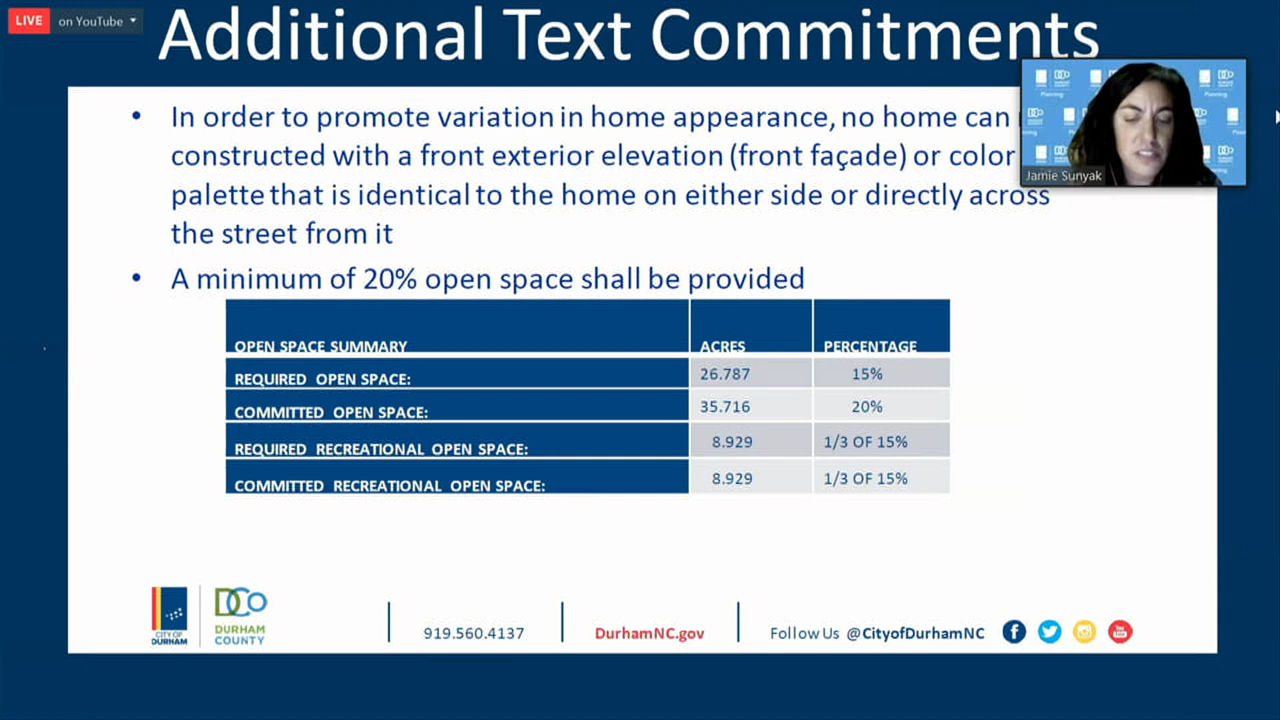 LIVE on YouTube
Additional Text Commitments
• In order to promote variation in home appearance, no home can
constructed with a front exterior elevation (front façade) or color
palette that is identical to the home on either side or directly across
the street from it
• A minimum of 20% open space shall be provided
OPEN SPACE SUMMARY ACRES PERCENTAGE
REQUIRED OPEN SPACE: 26.787 15%
COMMITTED OPEN SPACE: 35.716 20%
REQUIRED RECREATIONAL OPEN SPACE: 8.929 1/3 OF 15%
COMMITTED RECREATIONAL OPEN SPACE: 8.929 1/3 OF 15%
Jamie Sunyak
CITY OF
DURHAM
DCo
DURHAM
COUNTY
919.560.4137
DurhamNC.gov
Follow Us @CityofDurhamNC